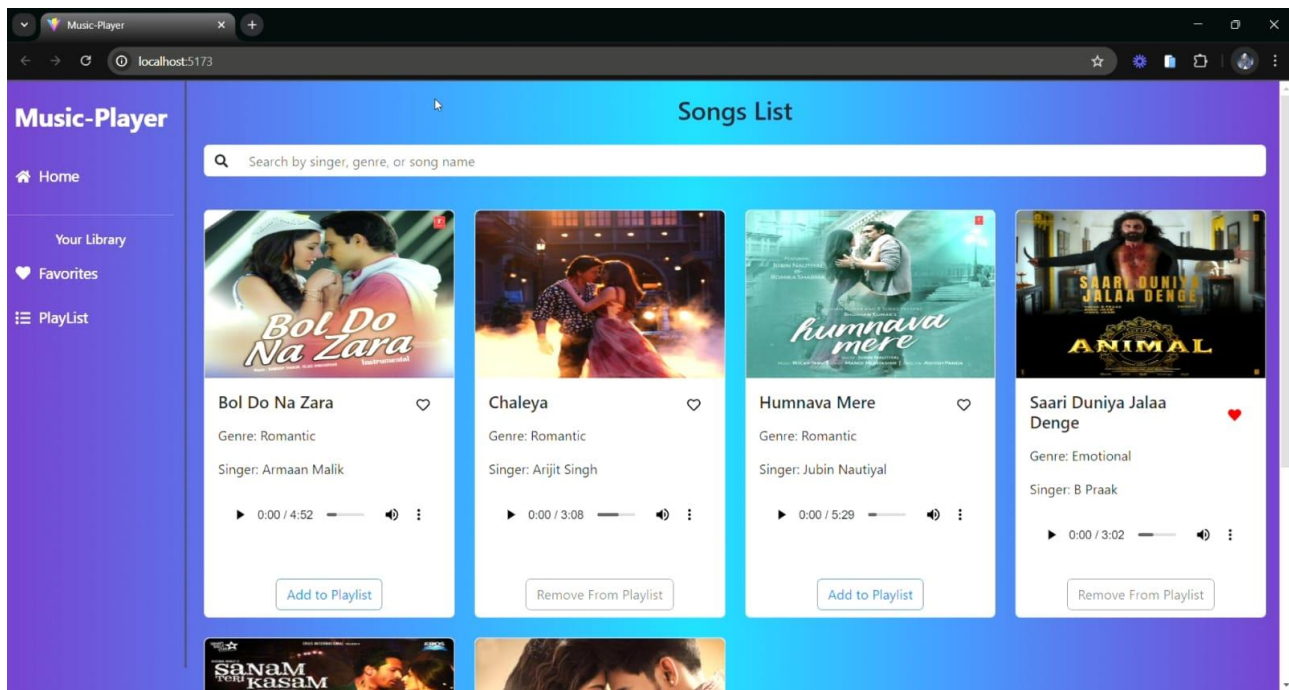 Music-Player
localhost:5173
Music-Player
Home
Your Library
Favorites
PlayList
Songs List
Search by singer, genre, or song name
Bol Do
Na Zara
Instrumental
Bol Do Na Zara
Genre: Romantic
Singer: Armaan Malik
0:00 / 4:52
Add to Playlist
Chaleya
Genre: Romantic
Singer: Arijit Singh
0:00 / 3:08
Remove From Playlist
humnava
mere
Humnava Mere
Genre: Romantic
Singer: Jubin Nautiyal
0:00 / 5:29
Add to Playlist
SAARI DUNIYA
JALAA DENGE
ANIMAL
Saari Duniya Jalaa
Denge
Genre: Emotional
Singer: B Praak
0:00 / 3:02
Remove From Playlist
SANAM
TERI KASAM
EROS